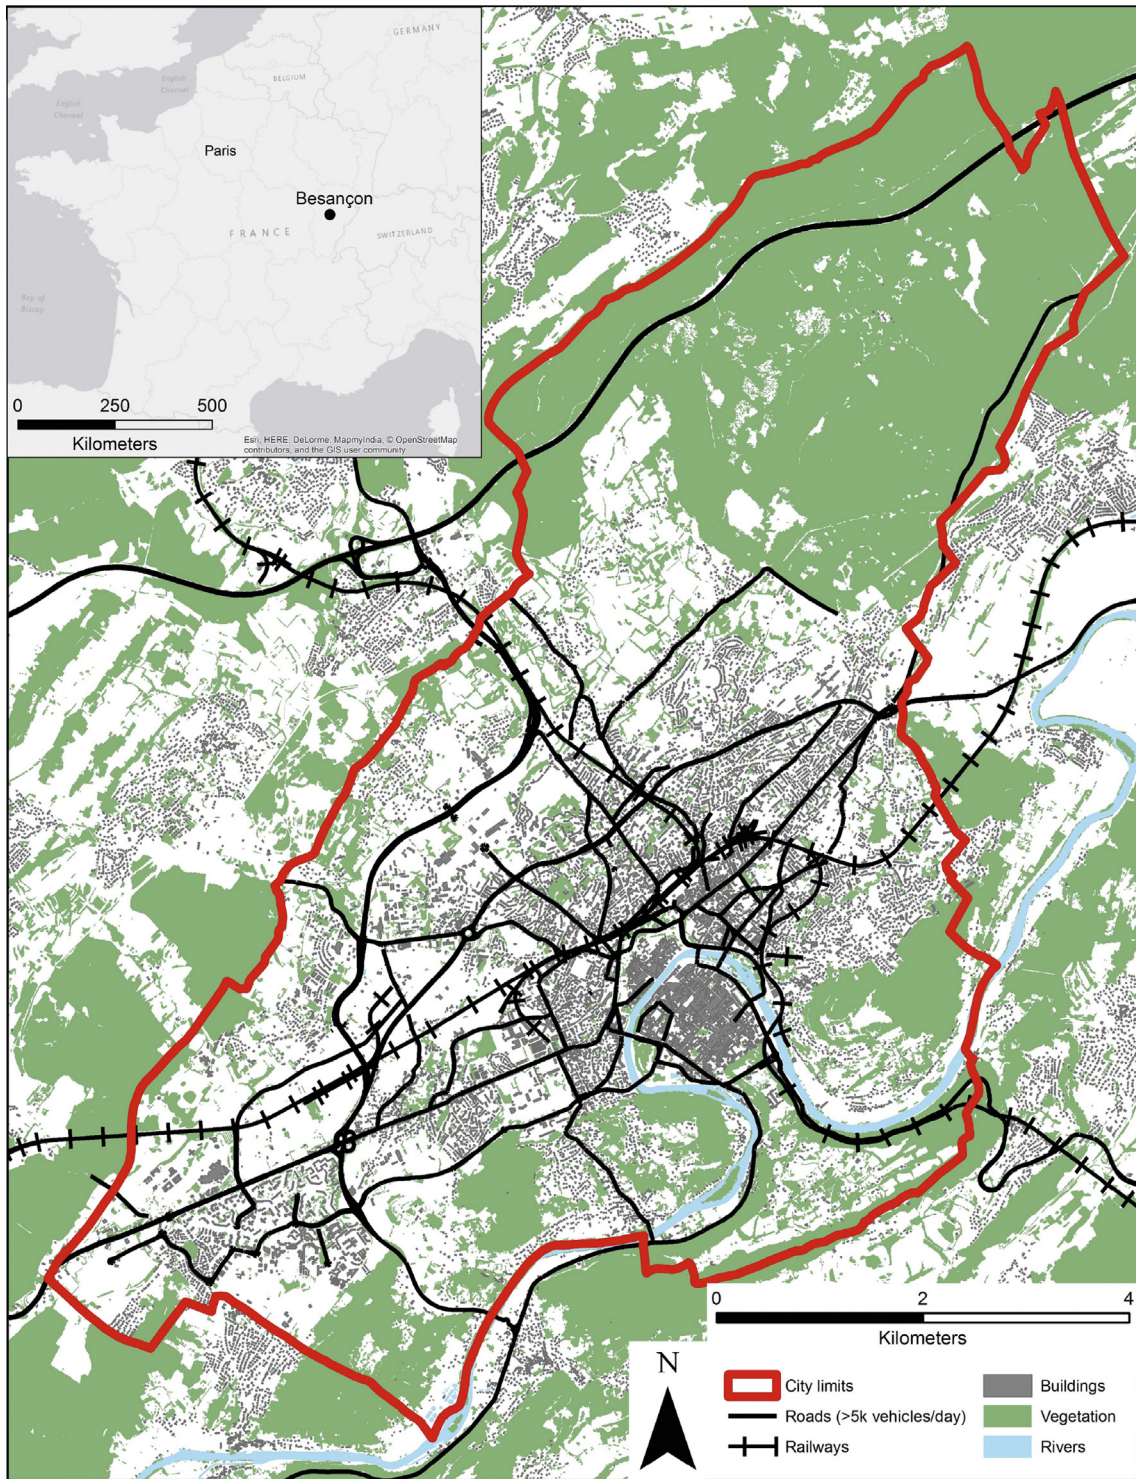 GERMANY
BELGIUM
English
Channel
English
Channel
Paris
Besançon
FRANCE
SWITZERLAND
Bay of
Biscay
0 250 500
Kilometers
Esri, HERE, DeLorme, MapmyIndia, © OpenStreetMap
contributors, and the GIS user community
0 2 4
Kilometers
N
City limits
Roads (>5k vehicles/day)
Railways
Buildings
Vegetation
Rivers